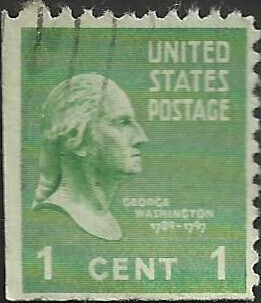 UNITED
STATES
POSTAGE
GEORGE
WASHINGTON
1789-1797
1 CENT 1